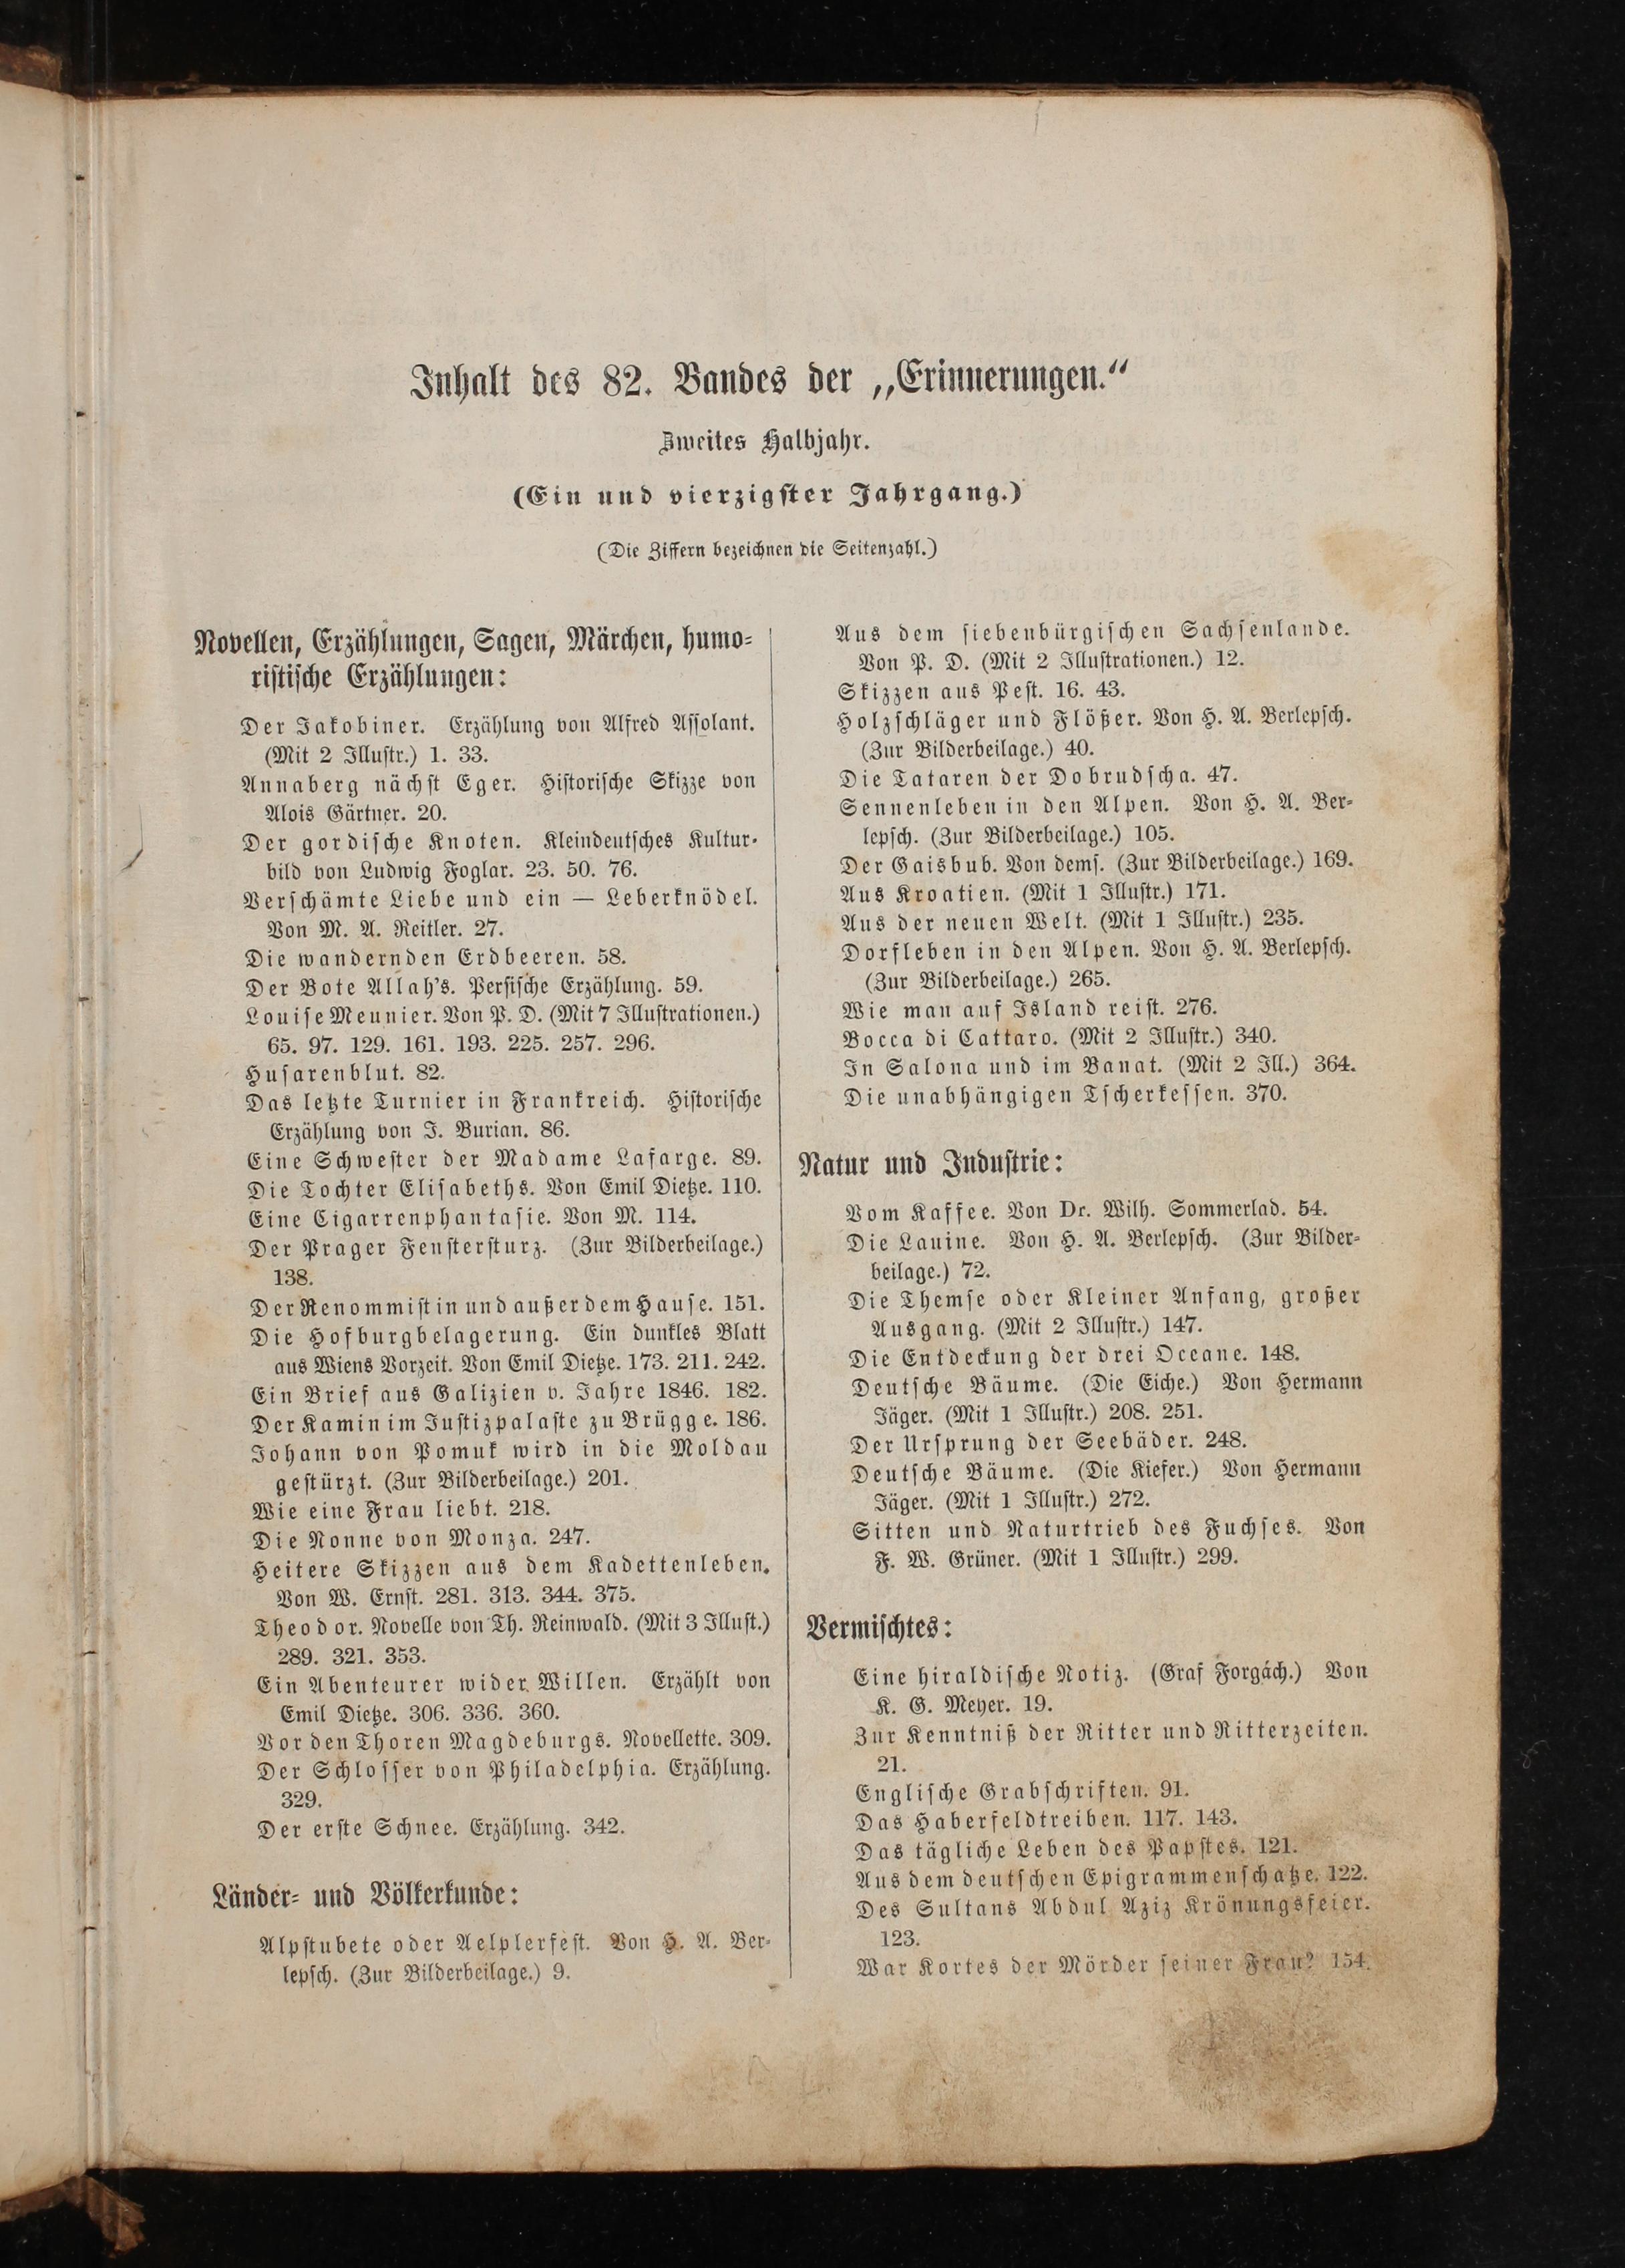 Inhalt des 82. Bandes der „Erinnerungen.“
Zweites Halbjahr.
(Ein und vierzigster Jahrgang.)
(Die Ziffern bezeichnen die Seitenzahl.)
Novellen, Erzählungen, Sagen, Märchen, humo-
ristische Erzählungen:
Der Jakobiner. Erzählung von Alfred Assolant.
(Mit 2 Illustr.) 1. 33.
Annaberg nächst Eger. Historische Skizze von
Alois Gärtner. 20.
Der gordische Knoten. Kleindeutsches Kultur-
bild von Ludwig Foglar. 23. 50. 76.
Verschämte Liebe und ein — Leberknödel.
Von M. A. Reitler. 27.
Die wandernden Erdbeeren. 58.
Der Bote Allah's. Persische Erzählung. 59.
Louise Meunier. Von P. D. (Mit 7 Illustrationen.)
65. 97. 129. 161. 193. 225. 257. 296.
Husarenblut. 82.
Das letzte Turnier in Frankreich. Historische
Erzählung von J. Burian. 86.
Eine Schwester der Madame Lafarge. 89.
Die Tochter Elisabeths. Von Emil Dietze. 110.
Eine Cigarrenphantasie. Von M. 114.
Der Prager Fenstersturz. (Zur Bilderbeilage.)
138.
Der Renommist in und außer dem Hause. 151.
Die Hofburgbelagerung. Ein dunkles Blatt
aus Wiens Vorzeit. Von Emil Dietze. 173. 211. 242.
Ein Brief aus Galizien v. Jahre 1846. 182.
Der Kamin im Justizpalaste zu Brügge. 186.
Johann von Pomuk wird in die Moldau
gestürzt. (Zur Bilderbeilage.) 201.
Wie eine Frau liebt. 218.
Die Nonne von Monza. 247.
Heitere Skizzen aus dem Kadettenleben.
Von W. Ernst. 281. 313. 344. 375.
Theodor. Novelle von Th. Reinwald. (Mit 3 Illust.)
289. 321. 353.
Ein Abenteurer wider Willen. Erzählt von
Emil Dietze. 306. 336. 360.
Vor den Thoren Magdeburgs. Novellette. 309.
Der Schlosser von Philadelphia. Erzählung.
329.
Der erste Schnee. Erzählung. 342.
Länder- und Völkerkunde:
Alpstubete oder Aelplerfest. Von H. A. Ber-
lepsch. (Zur Bilderbeilage.) 9.
Aus dem siebenbürgischen Sachsenlande.
Von P. D. (Mit 2 Illustrationen.) 12.
Skizzen aus Pest. 16. 43.
Holzschläger und Flößer. Von H. A. Berlepsch.
(Zur Bilderbeilage.) 40.
Die Tataren der Dobrudscha. 47.
Sennenleben in den Alpen. Von H. A. Ber-
lepsch. (Zur Bilderbeilage.) 105.
Der Gaisbub. Von dems. (Zur Bilderbeilage.) 169.
Aus Kroatien. (Mit 1 Illustr.) 171.
Aus der neuen Welt. (Mit 1 Illustr.) 235.
Dorfleben in den Alpen. Von H. A. Berlepsch.
(Zur Bilderbeilage.) 265.
Wie man auf Island reist. 276.
Bocca di Cattaro. (Mit 2 Illustr.) 340.
In Salona und im Banat. (Mit 2 Ill.) 364.
Die unabhängigen Tscherkessen. 370.
Natur und Industrie:
Vom Kaffee. Von Dr. Wilh. Sommerlad. 54.
Die Lauine. Von H. A. Berlepsch. (Zur Bilder-
beilage.) 72.
Die Themse oder Kleiner Anfang, großer
Ausgang. (Mit 2 Illustr.) 147.
Die Entdeckung der drei Oceane. 148.
Deutsche Bäume. (Die Eiche.) Von Hermann
Jäger. (Mit 1 Illustr.) 208. 251.
Der Ursprung der Seebäder. 248.
Deutsche Bäume. (Die Kiefer.) Von Hermann
Jäger. (Mit 1 Illustr.) 272.
Sitten und Naturtrieb des Fuchses. Von
F. W. Grüner. (Mit 1 Illustr.) 299.
Vermischtes:
Eine hiraldische Notiz. (Graf Forgách.) Von
K. G. Meyer. 19.
Zur Kenntniß der Ritter und Ritterzeiten.
21.
Englische Grabschriften. 91.
Das Haberfeldtreiben. 117. 143.
Das tägliche Leben des Papstes. 121.
Aus dem deutschen Epigrammenschatze. 122.
Des Sultans Abdul Aziz Krönungsfeier.
123.
War Kortes der Mörder seiner Frau? 154.